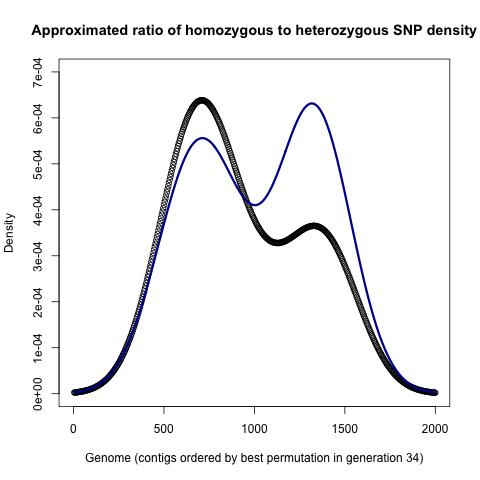 Approximated ratio of homozygous to heterozygous SNP density
Density
7e-04
6e-04
5e-04
4e-04
3e-04
2e-04
1e-04
0e+00
0 500 1000 1500 2000
Genome (contigs ordered by best permutation in generation 34)